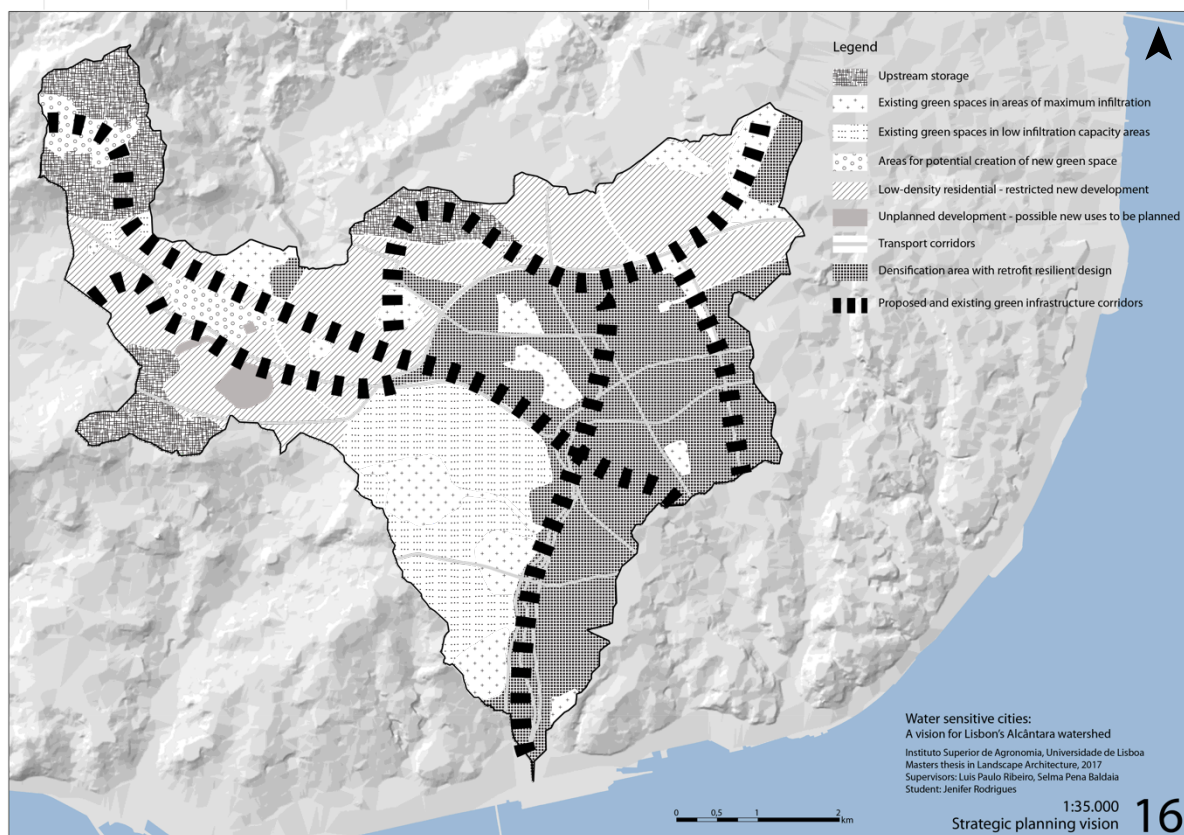 Legend
Upstream storage
Existing green spaces in areas of maximum infiltration
Existing green spaces in low infiltration capacity areas
Areas for potential creation of new green space
Low-density residential - restricted new development
Unplanned development - possible new uses to be planned
Transport corridors
Densification area with retrofit resilient design
Proposed and existing green infrastructure corridors
Water sensitive cities:
A vision for Lisbon's Alcântara watershed
Instituto Superior de Agronomia, Universidade de Lisboa
Masters thesis in Landscape Architecture, 2017
Supervisors: Luis Paulo Ribeiro, Selma Pena Baldaia
Student: Jenifer Rodrigues
1:35.000
Strategic planning vision 16
0 0,5 1 2
km